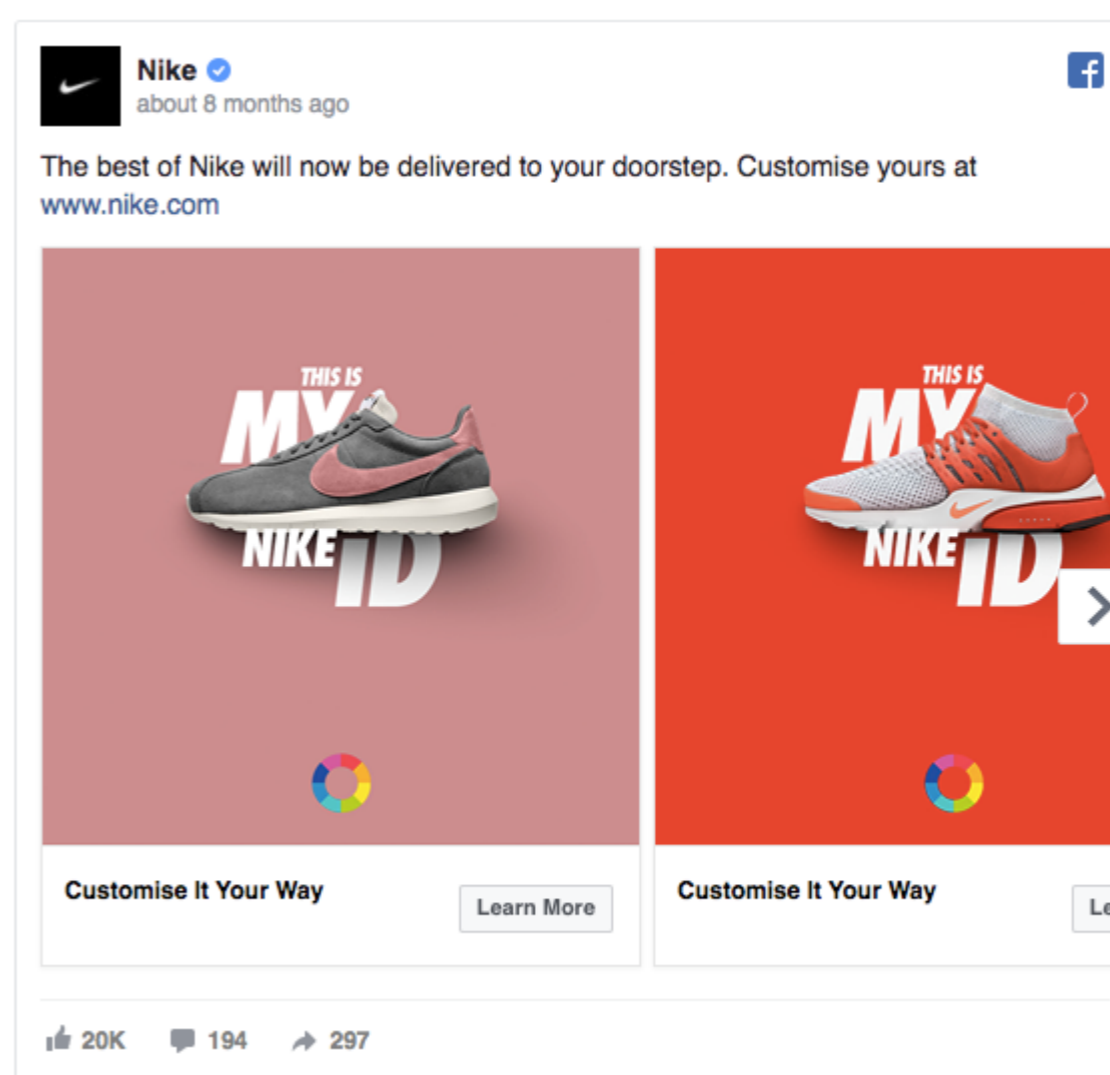 Nike
about 8 months ago
The best of Nike will now be delivered to your doorstep. Customise yours at
www.nike.com
THIS IS
MY
NIKE ID
Customise It Your Way
Learn More
THIS IS
MY
NIKE ID
Customise It Your Way
Le
20K 194 297